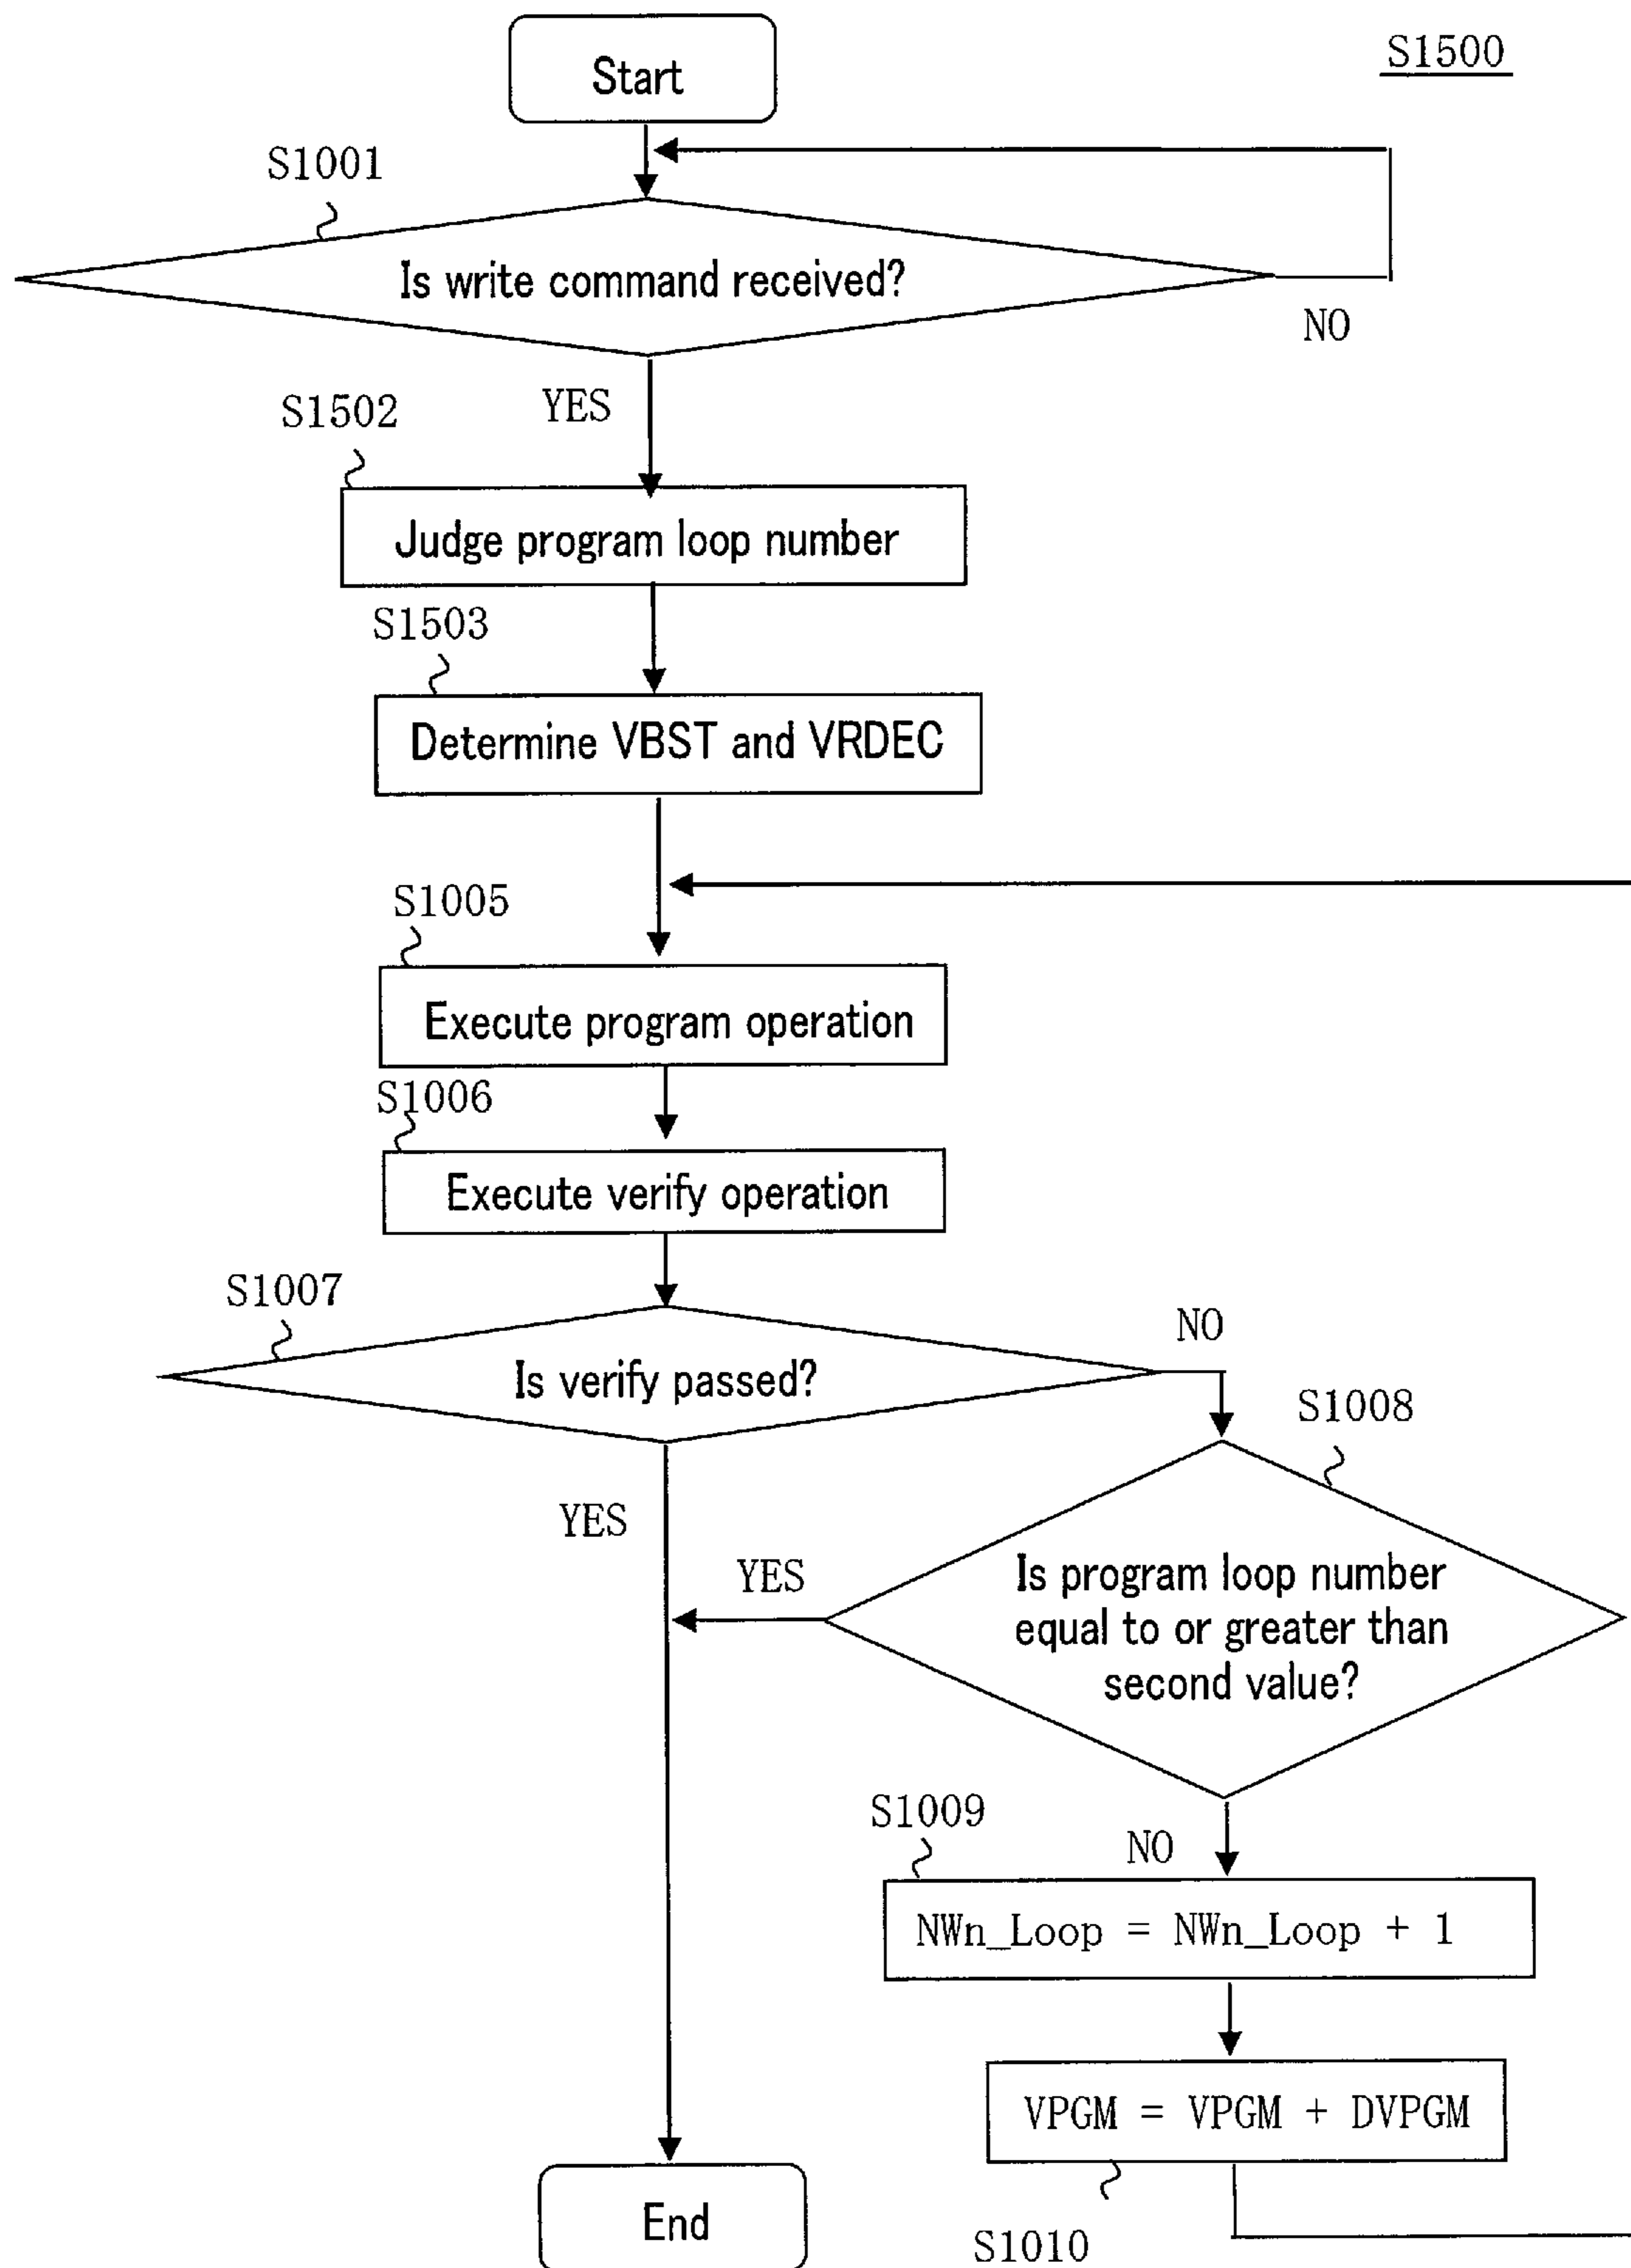 S1500
Start
S1001
Is write command received?
NO
YES
S1502
Judge program loop number
S1503
Determine VBST and VRDEC
S1005
Execute program operation
S1006
Execute verify operation
S1007
NO
Is verify passed?
S1008
YES
YES
Is program loop number
equal to or greater than
second value?
S1009
NO
NWn_Loop = NWn_Loop + 1
VPGM = VPGM + DVPGM
End
S1010